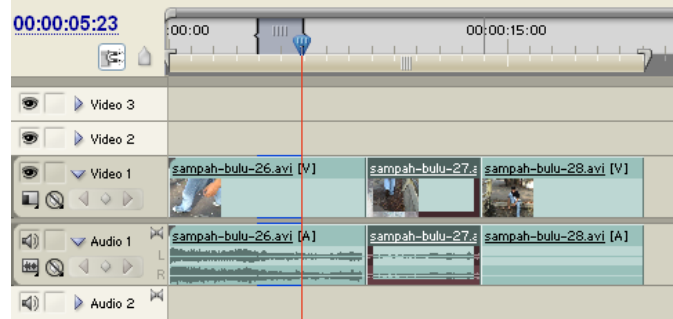 00:00:05:23
:00:00 00:00:15:00
Video 3
Video 2
Video 1 sampah-bulu-26.avi [V] sampah-bulu-27.a sampah-bulu-28.avi [V]
Audio 1 sampah-bulu-26.avi [A] sampah-bulu-27.a sampah-bulu-28.avi [A]
L
R
Audio 2